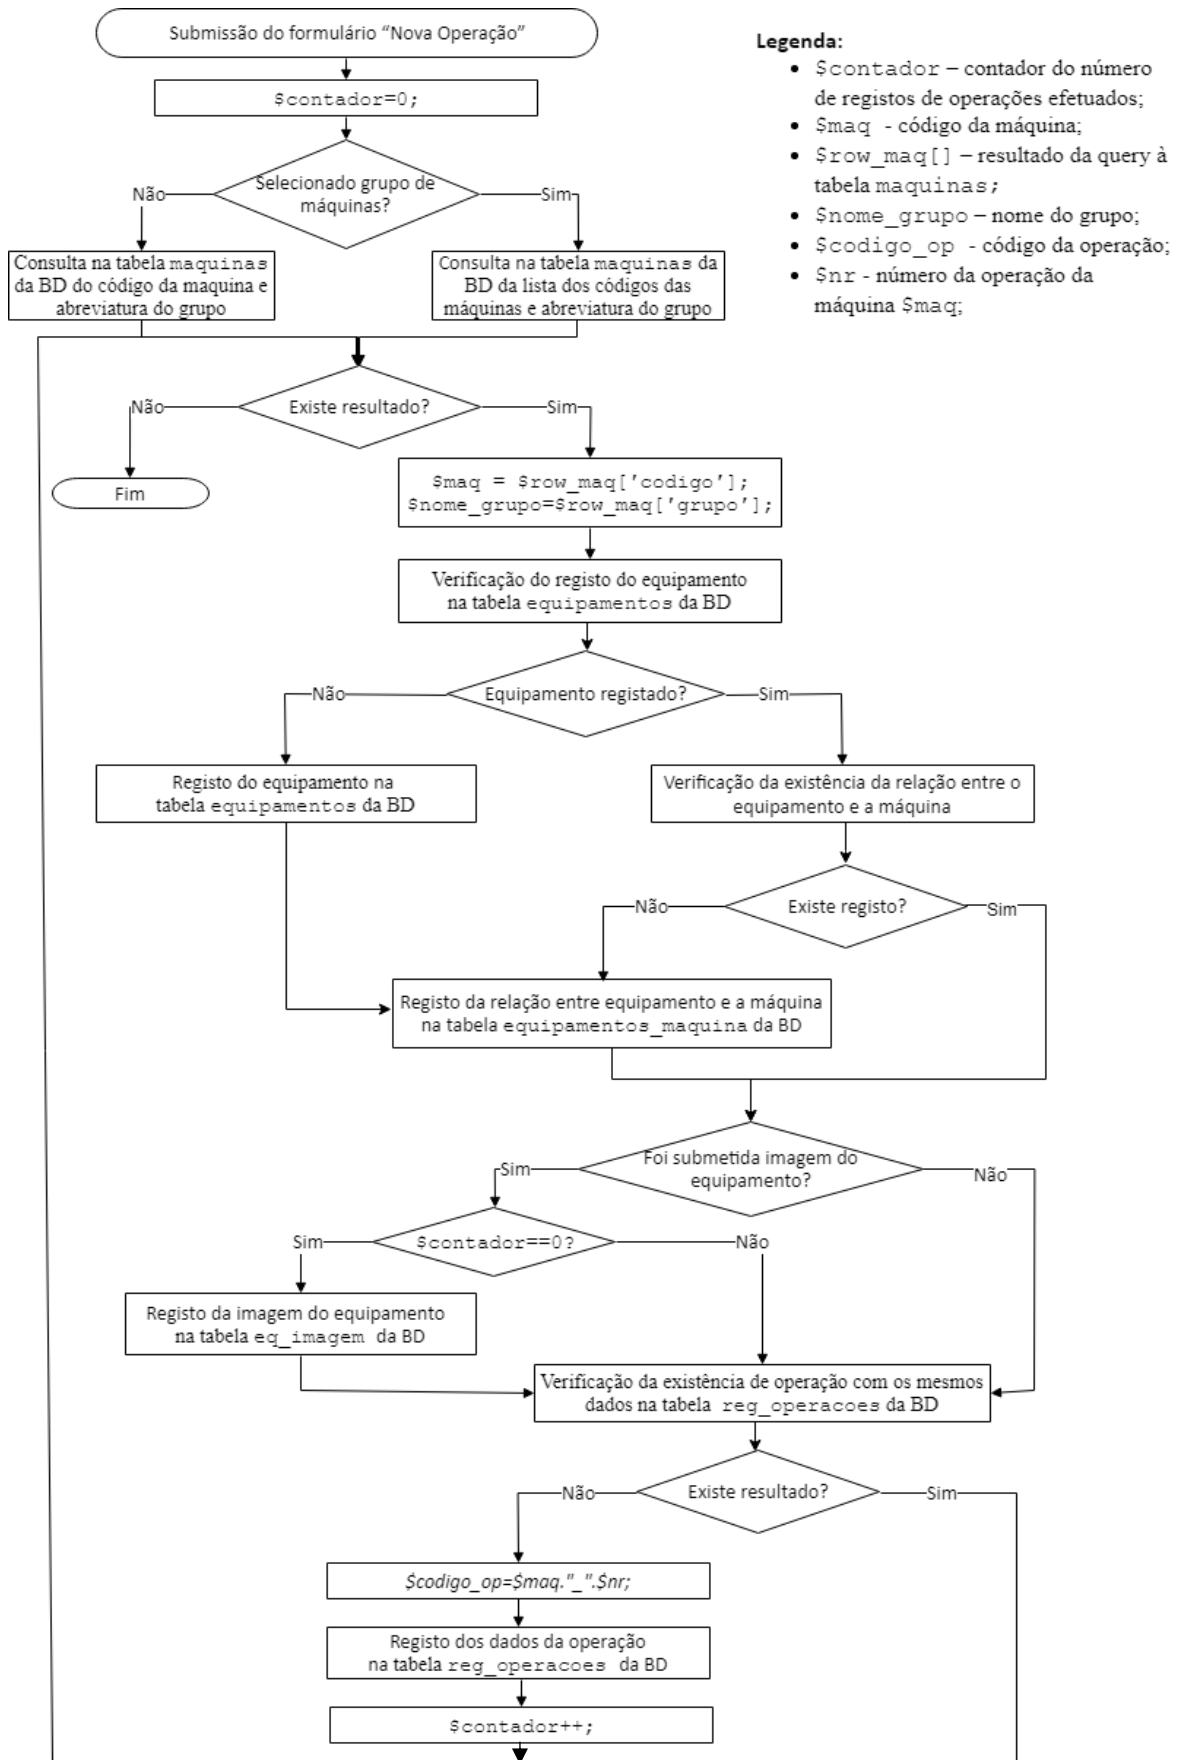 Submissão do formulário “Nova Operação”
$contador=0;
Selecionado grupo de
máquinas?
Não
Sim
Consulta na tabela maquinas
da BD do código da maquina e
abreviatura do grupo
Consulta na tabela maquinas da
BD da lista dos códigos das
máquinas e abreviatura do grupo
Legenda:
• $contador – contador do número
de registos de operações efetuados;
• $maq - código da máquina;
• $row_maq[] – resultado da query à
tabela maquinas;
• $nome_grupo – nome do grupo;
• $codigo_op - código da operação;
• $nr - número da operação da
máquina $maq;
Existe resultado?
Não
Sim
Fim
$maq = $row_maq['codigo'];
$nome_grupo=$row_maq['grupo'];
Verificação do registo do equipamento
na tabela equipamentos da BD
Equipamento registado?
Não
Sim
Registo do equipamento na
tabela equipamentos da BD
Verificação da existência da relação entre o
equipamento e a máquina
Existe registo?
Não
Sim
Registo da relação entre equipamento e a máquina
na tabela equipamentos_maquina da BD
Foi submetida imagem do
equipamento?
Sim
Não
$contador==0?
Sim
Não
Registo da imagem do equipamento
na tabela eq_imagem da BD
Verificação da existência de operação com os mesmos
dados na tabela reg_operacoes da BD
Existe resultado?
Não
Sim
$codigo_op=$maq."_".$nr;
Registo dos dados da operação
na tabela reg_operacoes da BD
$contador++;